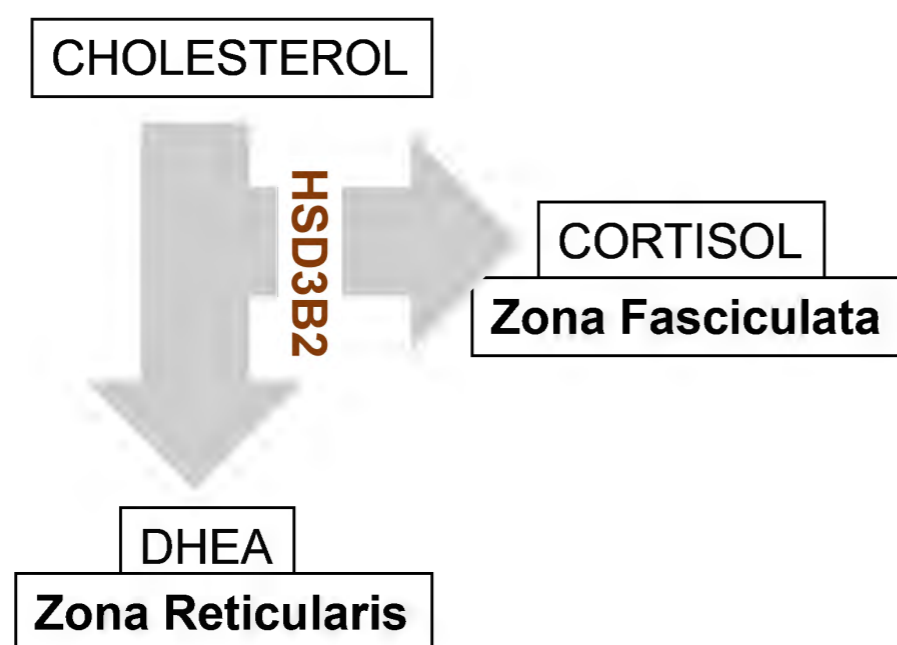 CHOLESTEROL
HSD3B2
CORTISOL
Zona Fasciculata
DHEA
Zona Reticularis